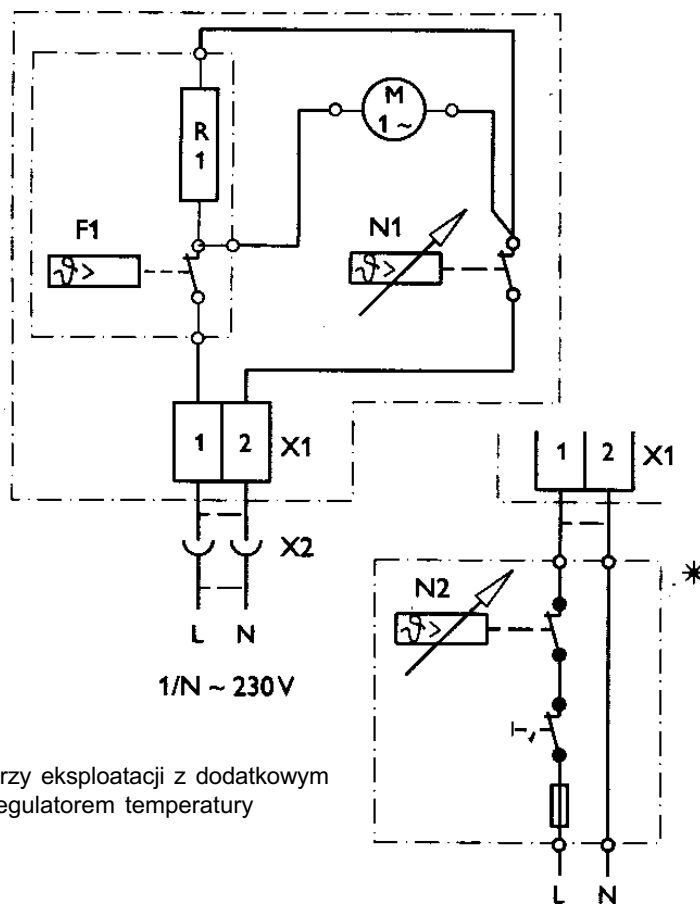 M
1 ~
R
1
F1
ϑ>
N1
ϑ>
1 2 X1
1 2 X1
X2
*
N2
ϑ>
L N
1/N ~ 230 V
rzy eksploatacji z dodatkowym
egulatorem temperatury
L N